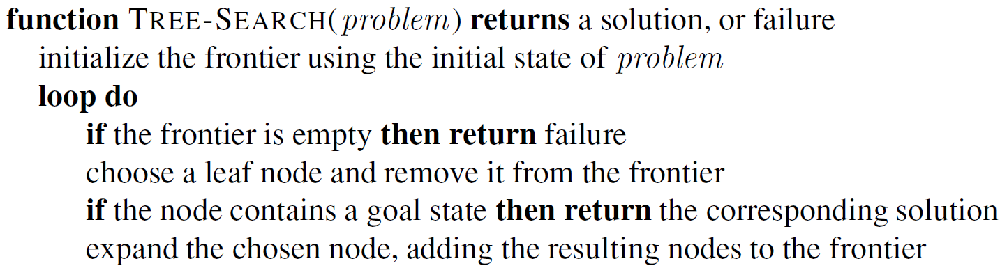 function TREE-SEARCH(problem) returns a solution, or failure
initialize the frontier using the initial state of problem
loop do
if the frontier is empty then return failure
choose a leaf node and remove it from the frontier
if the node contains a goal state then return the corresponding solution
expand the chosen node, adding the resulting nodes to the frontier